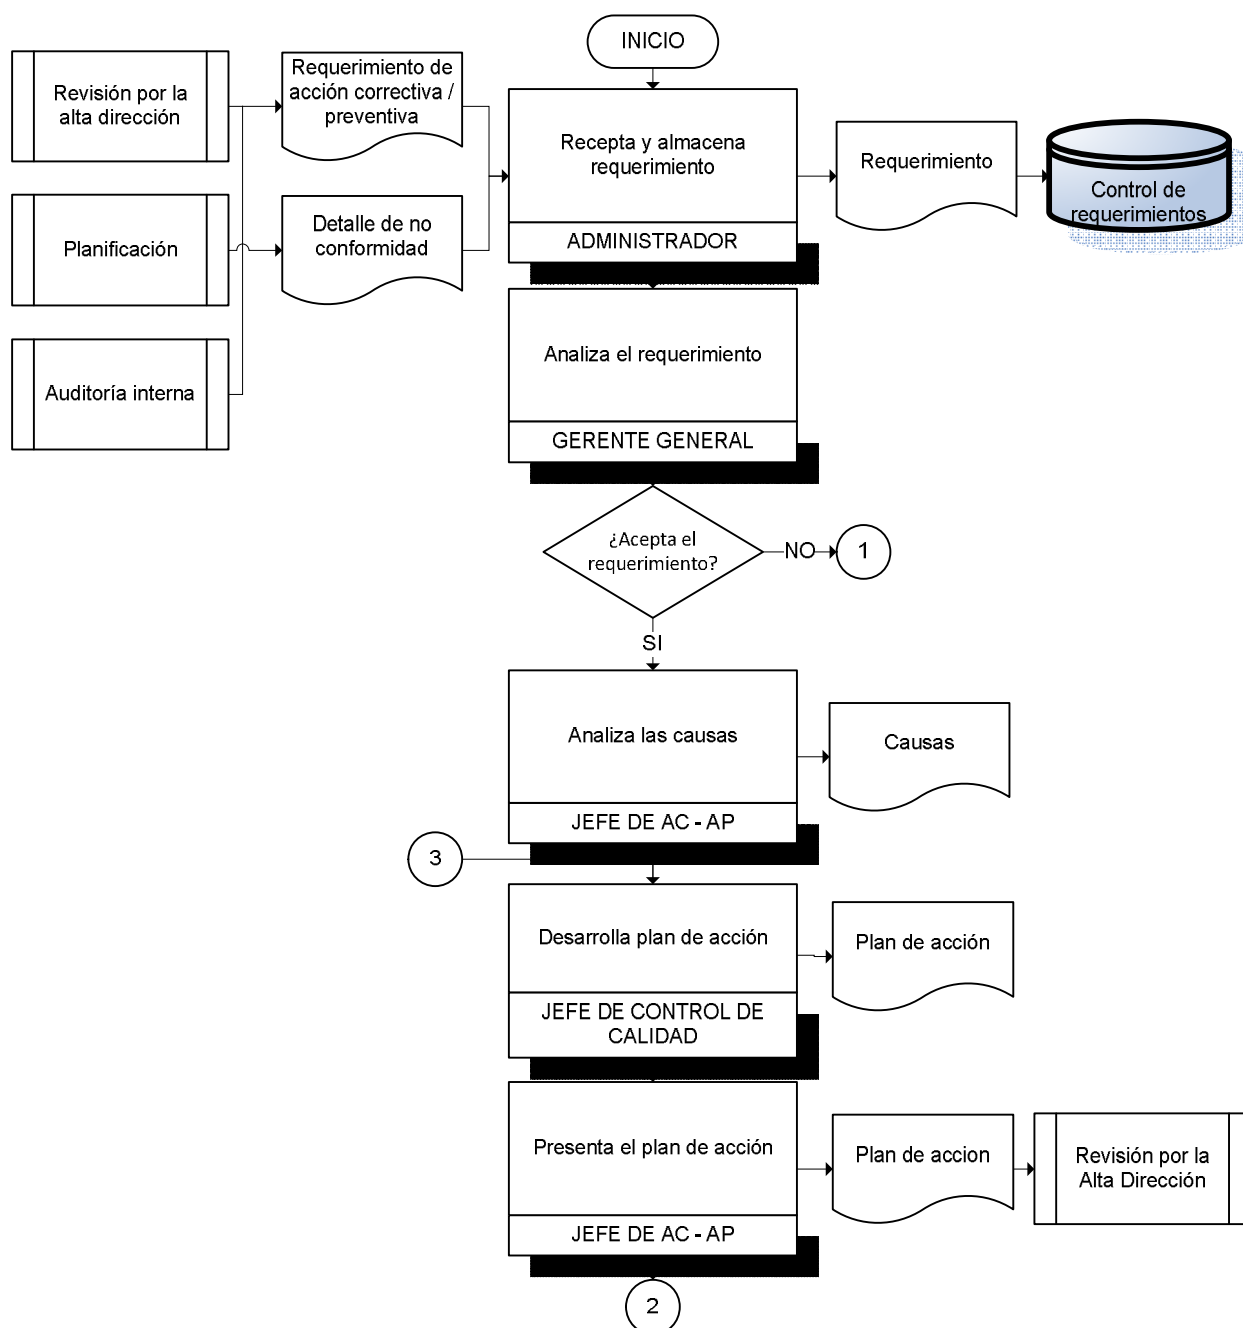 INICIO
Revisión por la
alta dirección
Requerimiento de
acción correctiva /
preventiva
Recepta y almacena
requerimiento
ADMINISTRADOR
Requerimiento
Control de
requerimientos
Planificación
Detalle de no
conformidad
Auditoría interna
Analiza el requerimiento
GERENTE GENERAL
¿Acepta el
requerimiento?
NO
1
SI
Analiza las causas
JEFE DE AC - AP
Causas
3
Desarrolla plan de acción
JEFE DE CONTROL DE
CALIDAD
Plan de acción
Presenta el plan de acción
JEFE DE AC - AP
Plan de accion
Revisión por la
Alta Dirección
2